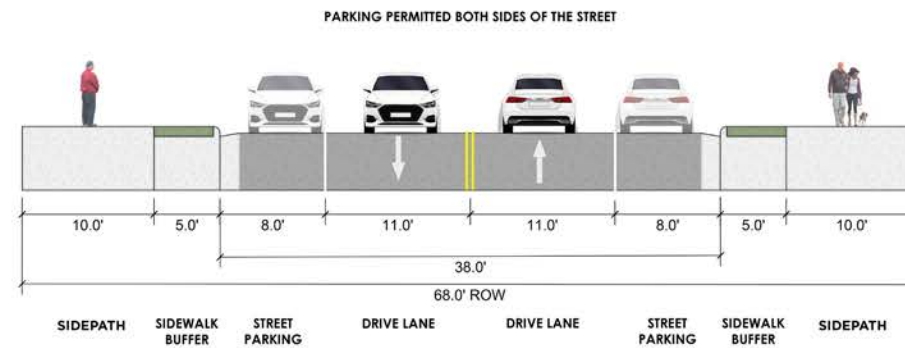 PARKING PERMITTED BOTH SIDES OF THE STREET
10.0' 5.0' 8.0' 11.0' 11.0' 8.0' 5.0' 10.0'
38.0'
68.0' ROW
SIDEPATH SIDEWALK STREET DRIVE LANE DRIVE LANE STREET SIDEWALK SIDEPATH
BUFFER PARKING PARKING BUFFER